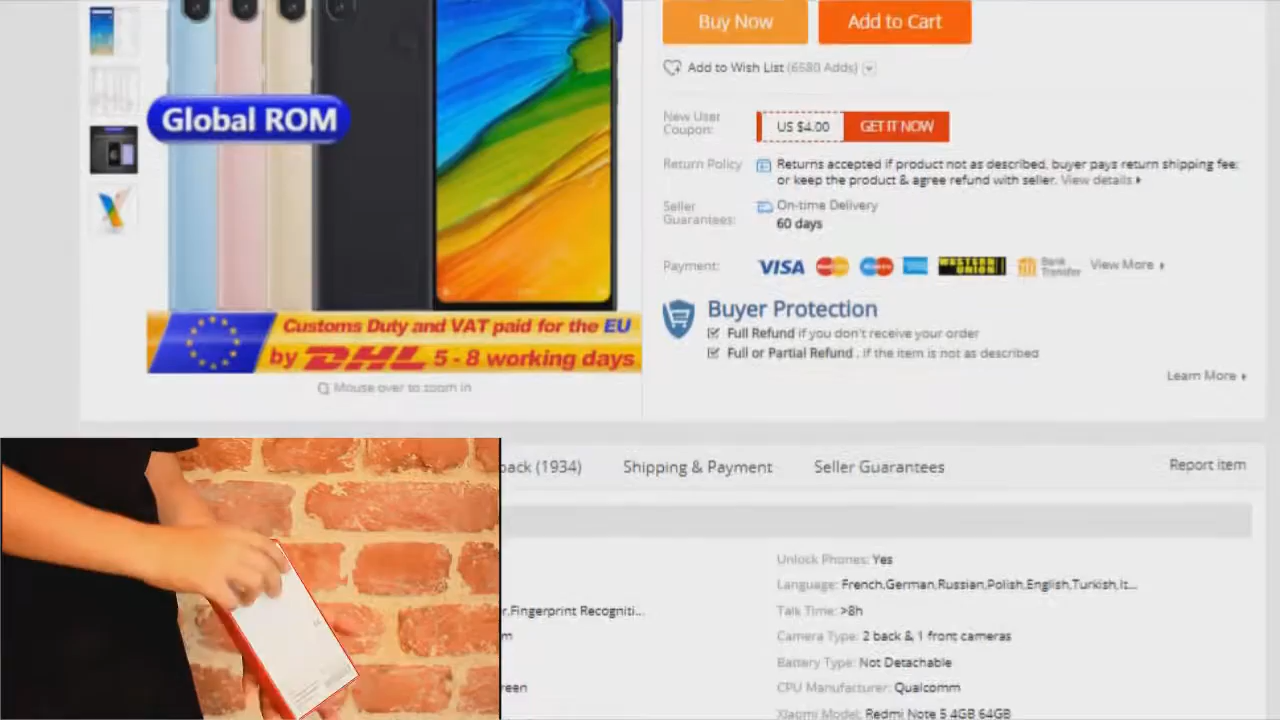 Buy Now
Add to Cart
Add to Wish List (6580 Adds)
Global ROM
New User Coupon:
US $4.00
GET IT NOW
Return Policy
Returns accepted if product not as described, buyer pays return shipping fee;
or keep the product & agree refund with seller. View details
Seller Guarantees:
On-time Delivery
60 days
Payment:
VISA
WESTERN UNION
Bank Transfer
View More
Buyer Protection
Full Refund if you don't receive your order
Full or Partial Refund , if the item is not as described
Learn More
Customs Duty and VAT paid for the EU
by DHL 5 - 8 working days
Mouse over to zoom in
back (1934)
Shipping & Payment
Seller Guarantees
Report item
Unlock Phones: Yes
Language: French,German,Russian,Polish,English,Turkish,It...
r,Fingerprint Recogniti...
Talk Time: >8h
m
Camera Type: 2 back & 1 front cameras
Battery Type: Not Detachable
reen
CPU Manufacturer: Qualcomm
Xiaomi Model: Redmi Note 5 4GB 64GB